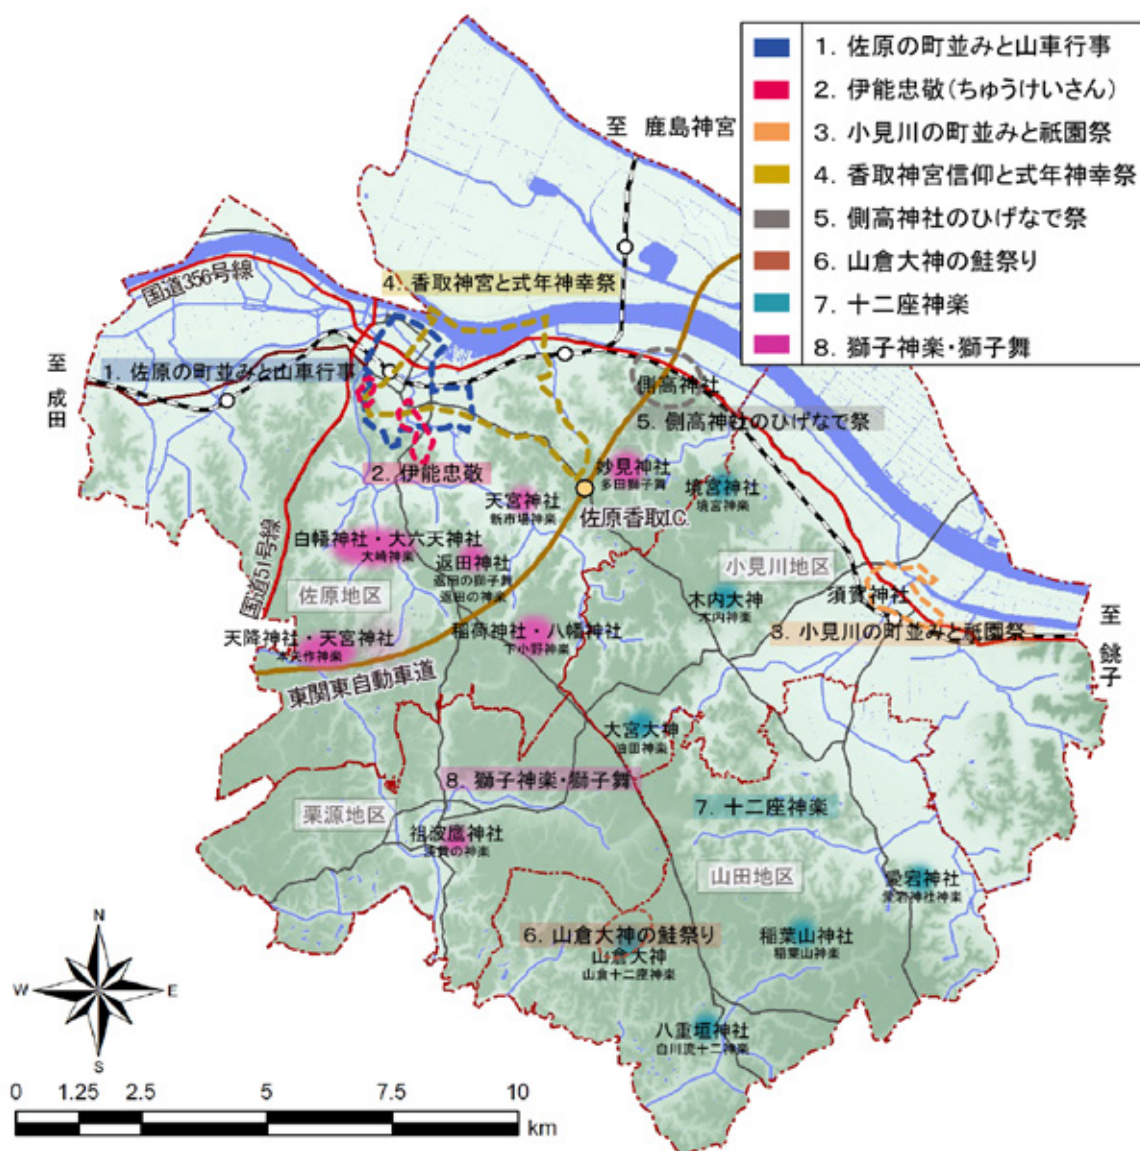 1. 佐原の町並みと山車行事
2. 伊能忠敬(ちゅうけいさん)
3. 小見川の町並みと祇園祭
4. 香取神宮信仰と式年神幸祭
5. 側高神社のひげなで祭
6. 山倉大神の鮭祭り
7. 十二座神楽
8. 獅子神楽・獅子舞
至 鹿島神宮
国道356号線
4. 香取神宮と式年神幸祭
至 成田
1. 佐原の町並みと山車行事
側高神社
5. 側高神社のひげなで祭
2. 伊能忠敬
妙見神社
多田獅子舞
境宮神社
境宮神楽
天宮神社
新市場神楽
佐原香取I.C.
白幡神社・大六天神社
大崎神楽
返田神社
返田の獅子舞
返田の神楽
国道51号線
佐原地区
小見川地区
木内大神
木内神楽
須賀神社
3. 小見川の町並みと祇園祭
至 銚子
天降神社・天宮神社
本矢作神楽
稲荷神社・八幡神社
下小野神楽
東関東自動車道
大宮大神
油田神楽
8. 獅子神楽・獅子舞
7. 十二座神楽
栗源地区
祖波鷹神社
山田地区
愛宕神社
愛宕神社神楽
6. 山倉大神の鮭祭り
山倉大神
山倉十二座神楽
稲葉山神社
稲葉山神楽
八重垣神社
白川流十二神楽
N
W
E
S
0 1.25 2.5 5 7.5 10
km